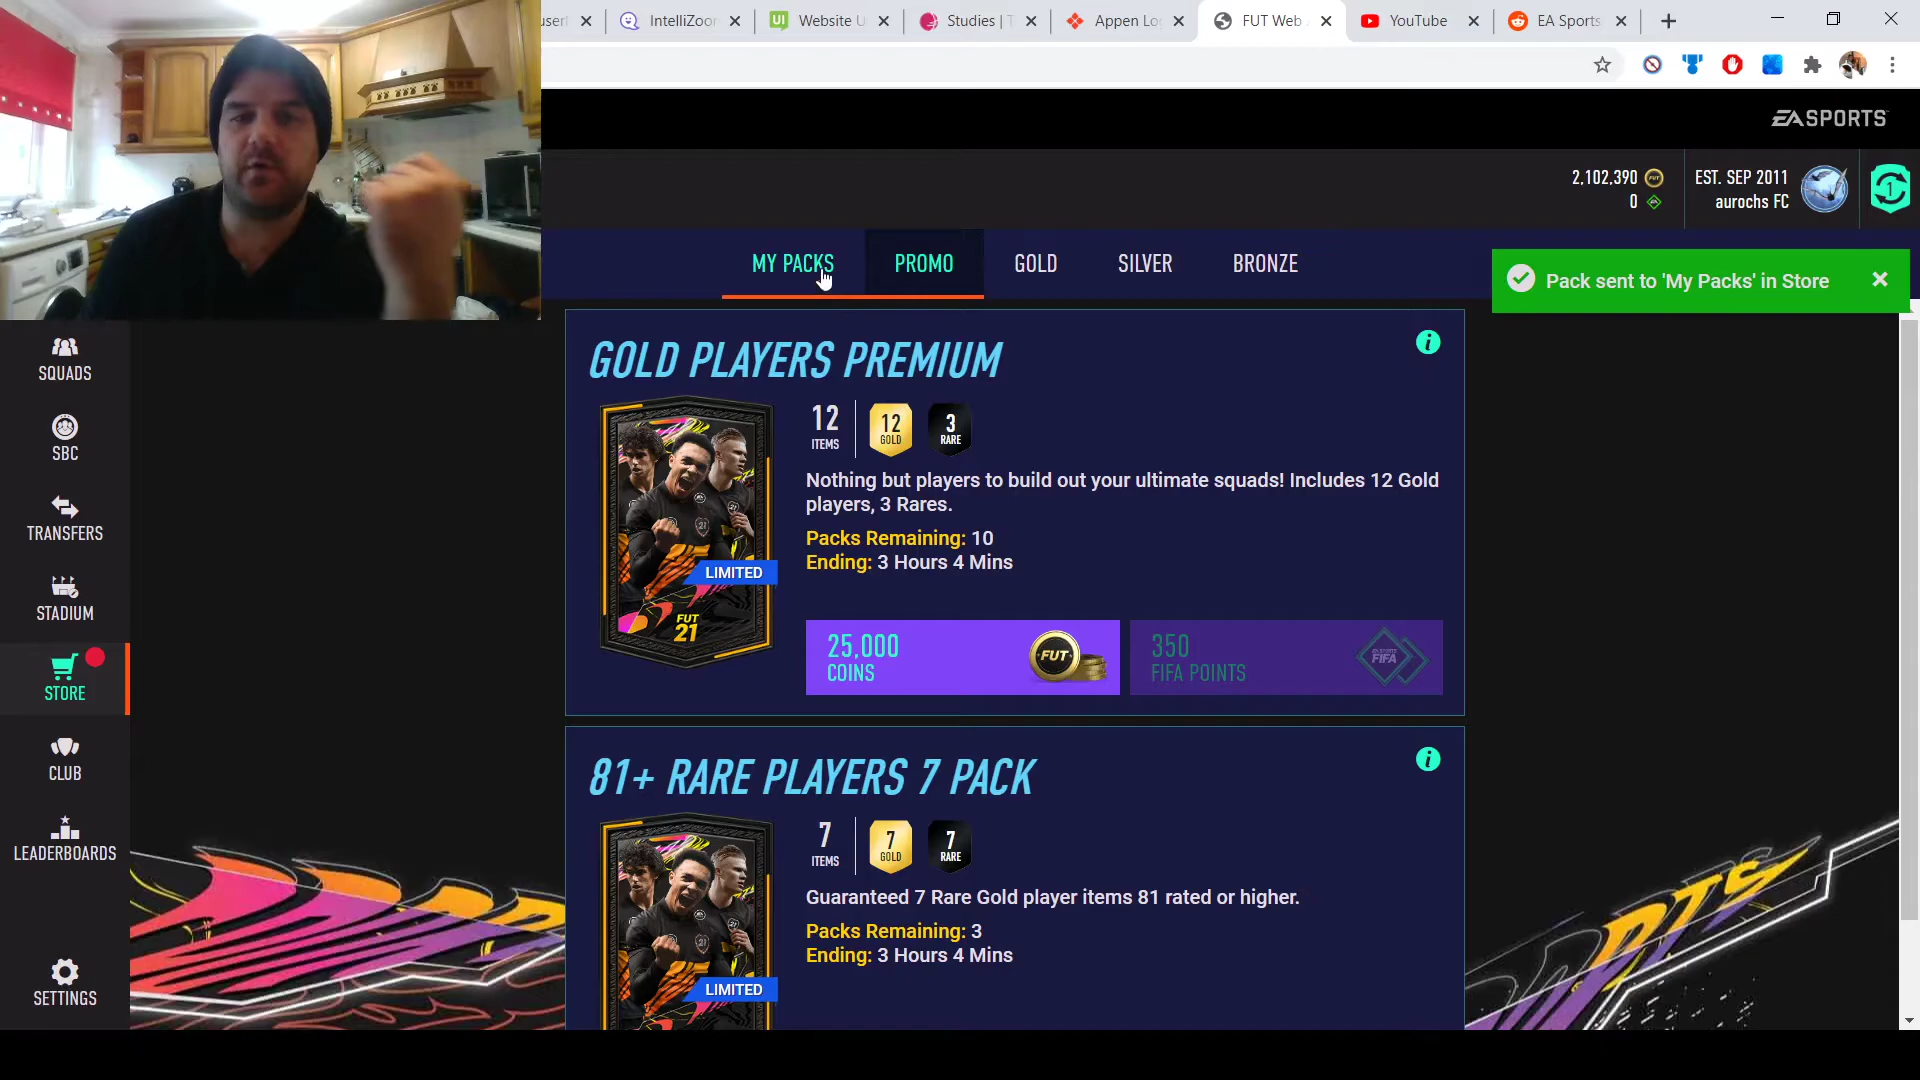 user
IntelliZoo
Website U
Studies | T
Appen Lo
FUT Web
YouTube
EA Sports
EA SPORTS
2,102,390
0
EST. SEP 2011
aurochs FC
1
MY PACKS
PROMO
GOLD
SILVER
BRONZE
Pack sent to 'My Packs' in Store
SQUADS
SBC
TRANSFERS
STADIUM
STORE
CLUB
LEADERBOARDS
SETTINGS
GOLD PLAYERS PREMIUM
12
ITEMS
12
GOLD
3
RARE
Nothing but players to build out your ultimate squads! Includes 12 Gold
players, 3 Rares.
Packs Remaining: 10
Ending: 3 Hours 4 Mins
LIMITED
FUT
21
25,000
COINS
FUT
350
FIFA POINTS
FIFA
81+ RARE PLAYERS 7 PACK
7
ITEMS
7
GOLD
7
RARE
Guaranteed 7 Rare Gold player items 81 rated or higher.
Packs Remaining: 3
Ending: 3 Hours 4 Mins
LIMITED